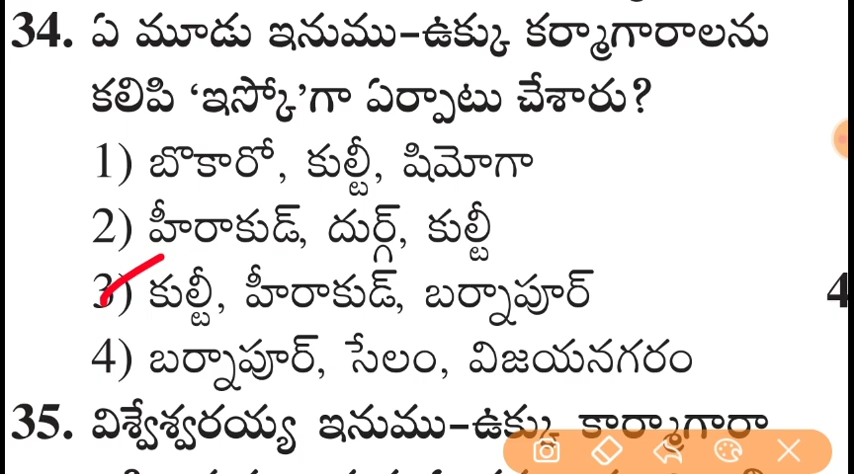 34. ఏ మూడు ఇనుము-ఉక్కు కర్మాగారాలను
కలిపి ‘ఇస్కో’గా ఏర్పాటు చేశారు?
1) బొకారో, కుల్టీ, షిమోగా
2) హీరాకుడ్, దుర్గ్, కుల్టీ
3) కుల్టీ, హీరాకుడ్, బర్నాపూర్
4) బర్నాపూర్, సేలం, విజయనగరం
4
35. విశ్వేశ్వరయ్య ఇనుము-ఉక్కు కార్మాగారా